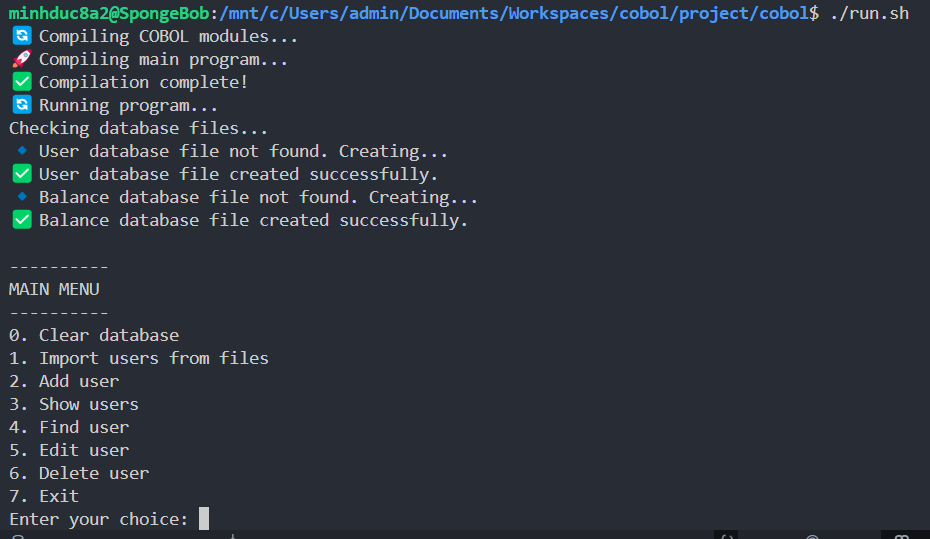 minhduc8a2@SpongeBob:/mnt/c/Users/admin/Documents/Workspaces/cobol/project/cobol$ ./run.sh
🔄 Compiling COBOL modules...
🚀 Compiling main program...
✅ Compilation complete!
🔄 Running program...
Checking database files...
🔹 User database file not found. Creating...
✅ User database file created successfully.
🔹 Balance database file not found. Creating...
✅ Balance database file created successfully.
----------
MAIN MENU
----------
0. Clear database
1. Import users from files
2. Add user
3. Show users
4. Find user
5. Edit user
6. Delete user
7. Exit
Enter your choice: